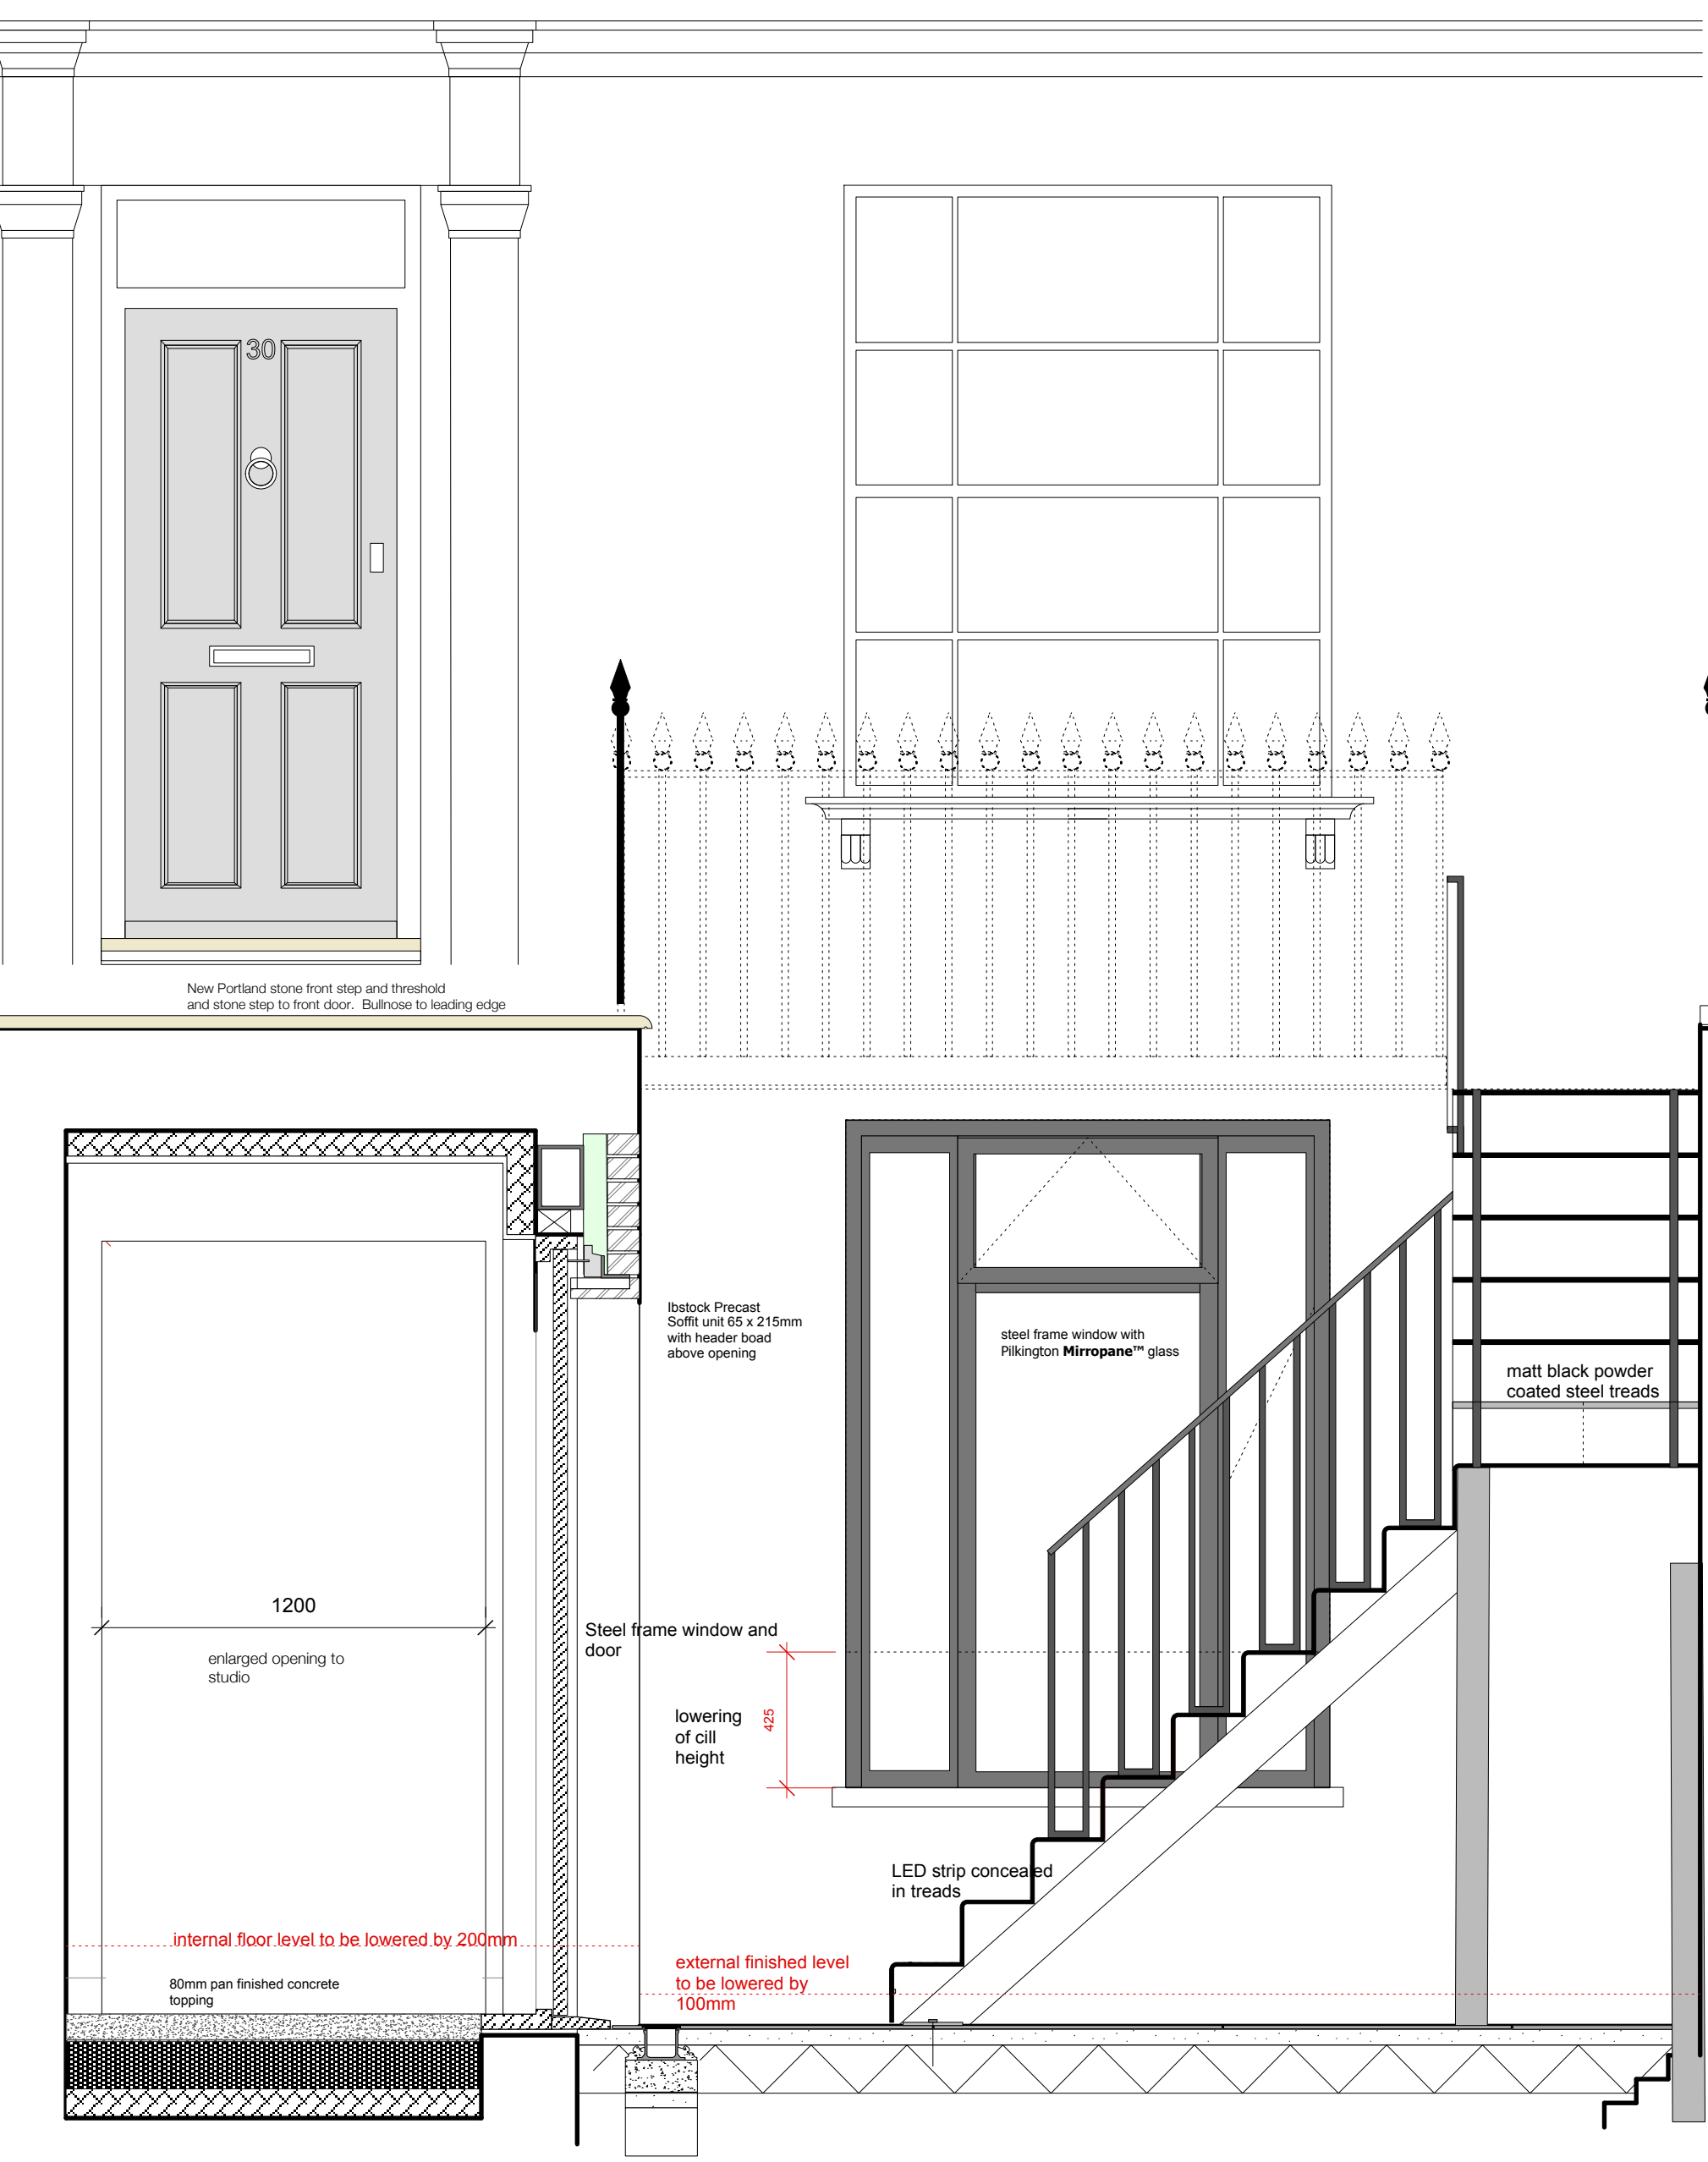 30
New Portland stone front step and threshold
and stone step to front door. Bullnose to leading edge
Ibstock Precast
Soffit unit 65 x 215mm
with header boad
above opening
steel frame window with
Pilkington Mirropane™ glass
matt black powder
coated steel treads
1200
enlarged opening to
studio
Steel frame window and
door
lowering
of cill
height
425
LED strip concealed
in treads
internal floor level to be lowered by 200mm
80mm pan finished concrete
topping
external finished level
to be lowered by
100mm